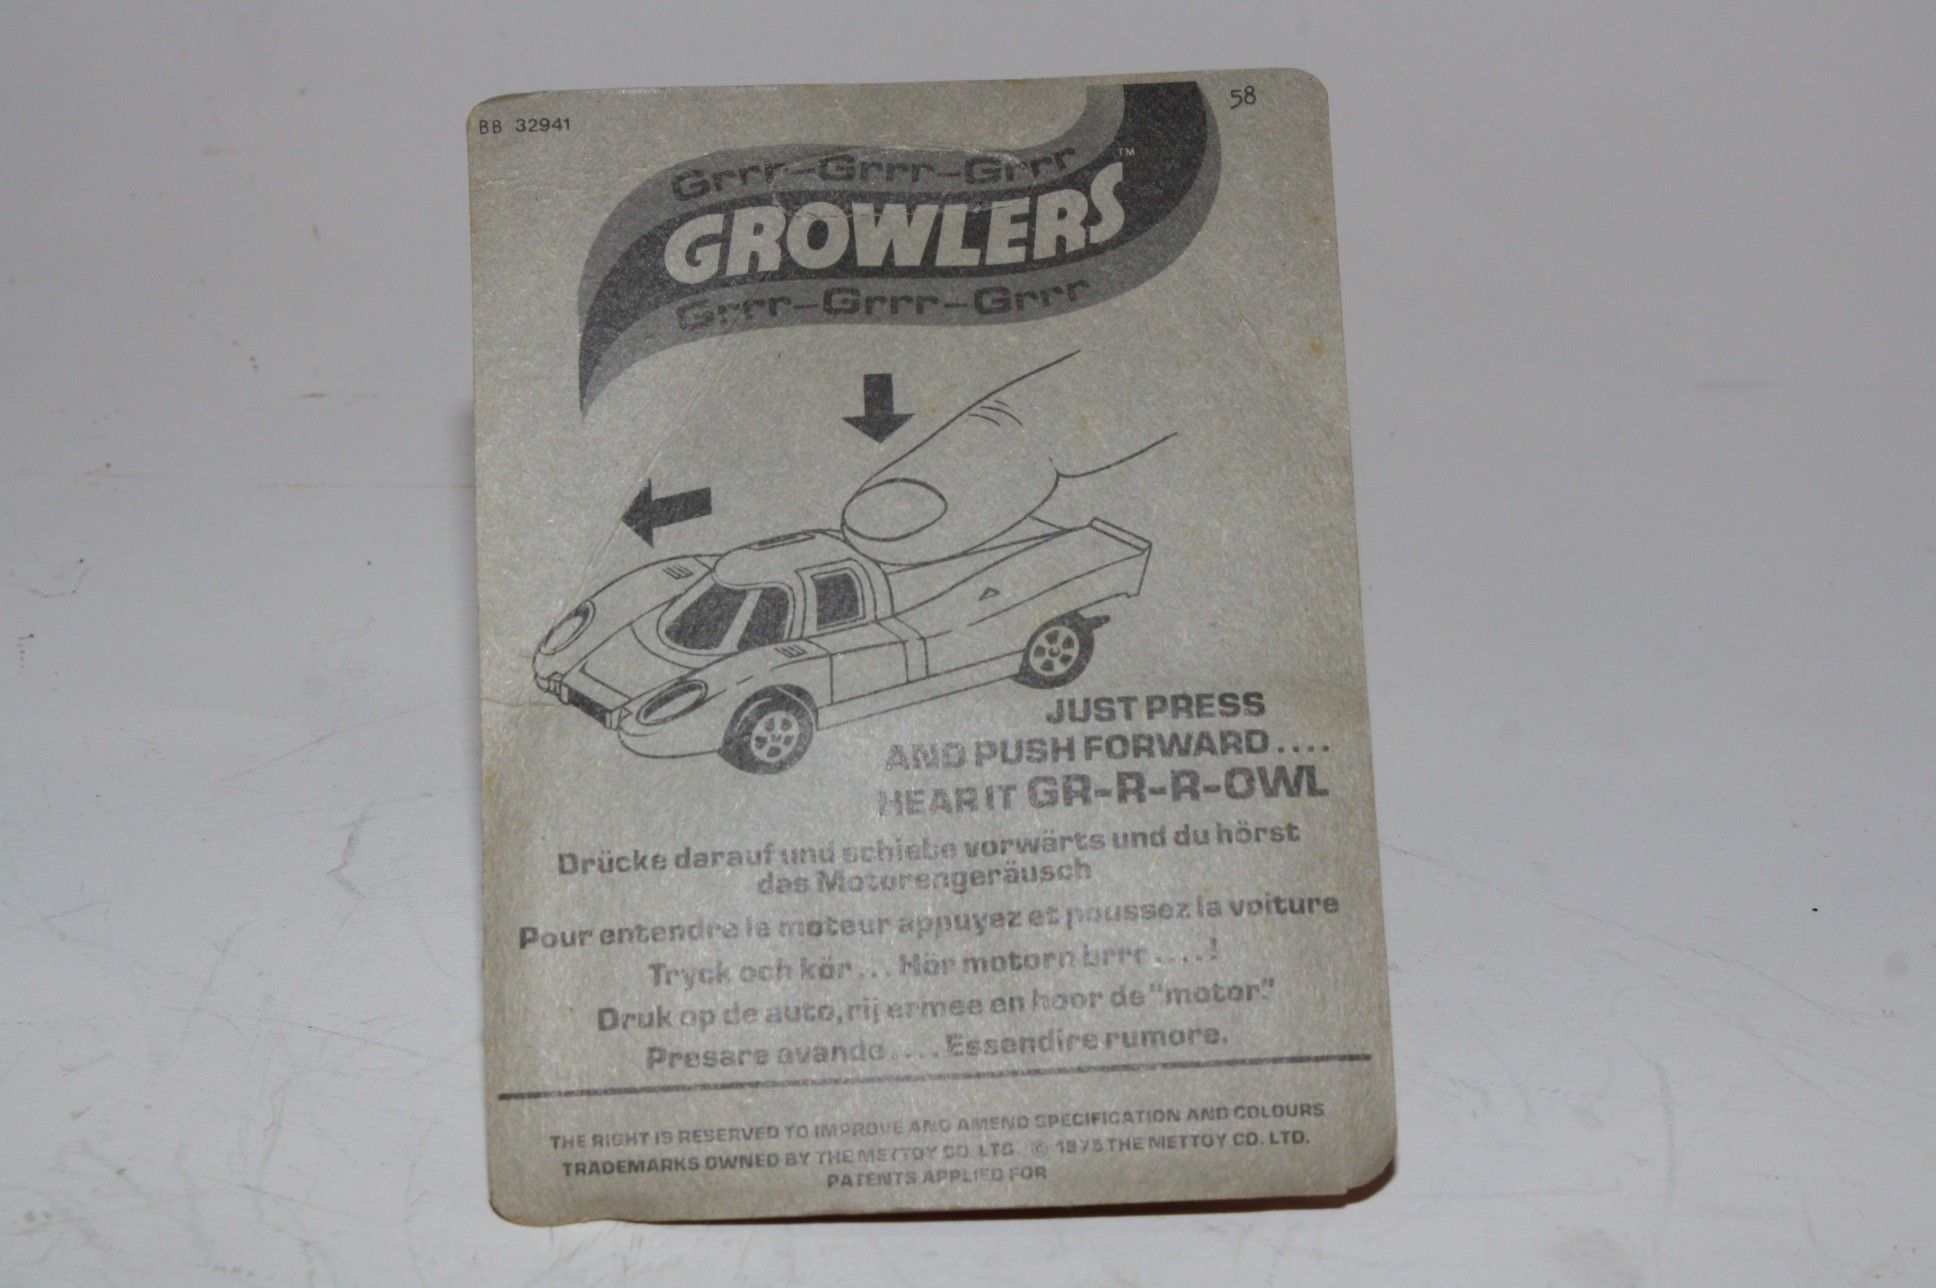 BB 32941
58
Grrr-Grrr-Grrr
GROWLERS™
Grrr-Grrr-Grrr
JUST PRESS
AND PUSH FORWARD....
HEAR IT GR-R-R-OWL
Drücke darauf und schiebe vorwärts und du hörst
das Motorengeräusch
Pour entendre le moteur appuyez et poussez la voiture
Tryck och kör... Hör motorn brrr....!
Druk op de auto, rij ermee en hoor de "motor."
Presare avande.... Essendire rumore.
THE RIGHT IS RESERVED TO IMPROVE AND AMEND SPECIFICATION AND COLOURS
TRADEMARKS OWNED BY THE METTOY CO. LTD. © 1975 THE METTOY CO. LTD.
PATENTS APPLIED FOR